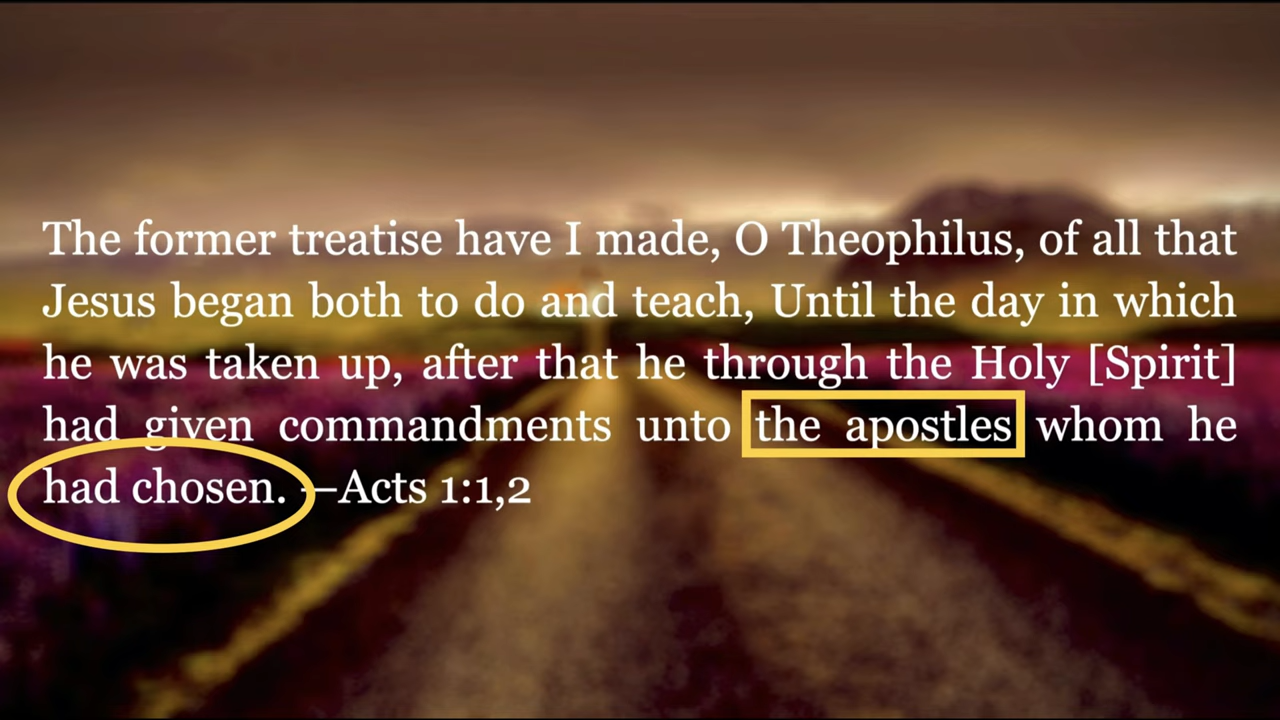 The former treatise have I made, O Theophilus, of all that
Jesus began both to do and teach, Until the day in which
he was taken up, after that he through the Holy [Spirit]
had given commandments unto the apostles whom he
had chosen. —Acts 1:1,2